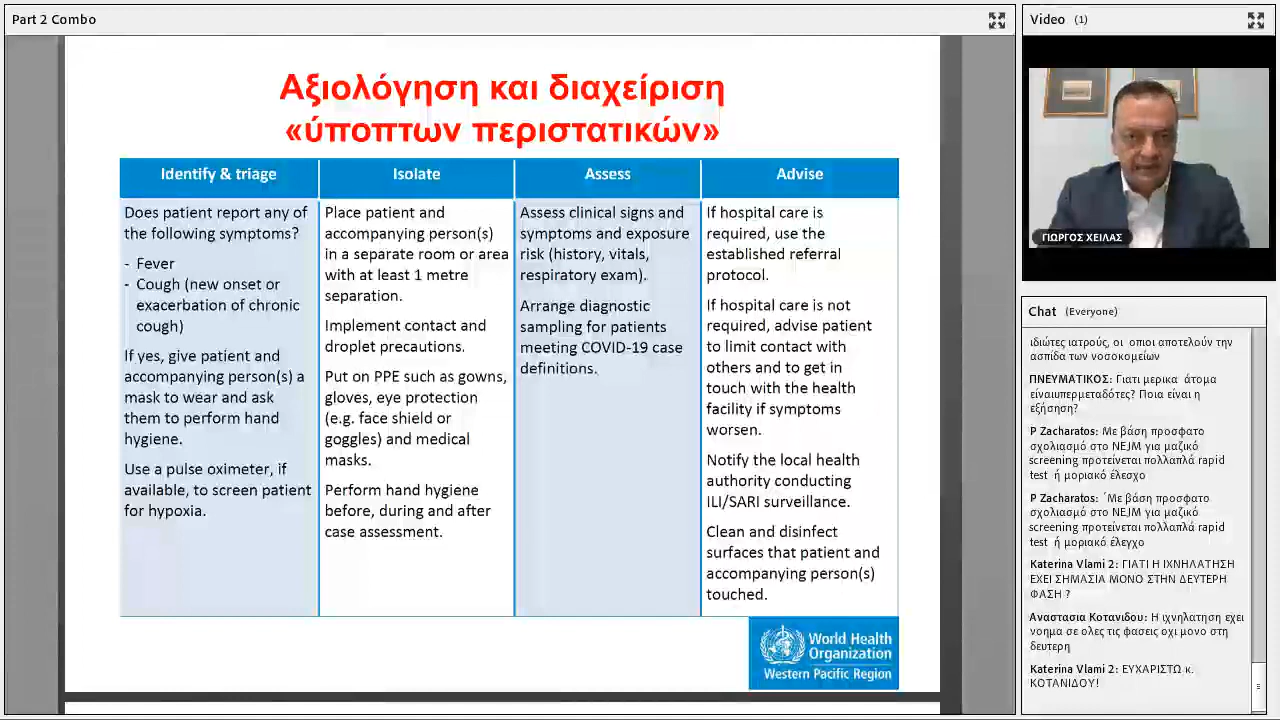 Part 2 Combo
Αξιολόγηση και διαχείριση
«ύποπτων περιστατικών»
Identify & triage
Does patient report any of
the following symptoms?
- Fever
- Cough (new onset or
exacerbation of chronic
cough)
If yes, give patient and
accompanying person(s) a
mask to wear and ask
them to perform hand
hygiene.
Use a pulse oximeter, if
available, to screen patient
for hypoxia.
Isolate
Place patient and
accompanying person(s)
in a separate room or area
with at least 1 metre
separation.
Implement contact and
droplet precautions.
Put on PPE such as gowns,
gloves, eye protection
(e.g. face shield or
goggles) and medical
masks.
Perform hand hygiene
before, during and after
case assessment.
Assess
Assess clinical signs and
symptoms and exposure
risk (history, vitals,
respiratory exam).
Arrange diagnostic
sampling for patients
meeting COVID-19 case
definitions.
Advise
If hospital care is
required, use the
established referral
protocol.
If hospital care is not
required, advise patient
to limit contact with
others and to get in
touch with the health
facility if symptoms
worsen.
Notify the local health
authority conducting
ILI/SARI surveillance.
Clean and disinfect
surfaces that patient and
accompanying person(s)
touched.
World Health
Organization
Western Pacific Region
Video (1)
ΓΙΩΡΓΟΣ ΧΕΙΛΑΣ
Chat (Everyone)
ιδιώτες ιατρούς, οι οπιοι αποτελούν την
ασπίδα των νοσοκομείων
ΠΝΕΥΜΑΤΙΚΟΣ: Γιατι μερικα άτομα
είναιυπερμεταδότες? Ποια είναι η
εξήσηση?
P Zacharatos: Με βάση προσφατο
σχολιασμό στο NEJM για μαζικό
screening προτείνεται πολλαπλά rapid
test ή μοριακό έλεσχο
P Zacharatos: ΄Με βάση προσφατο
σχολιασμό στο NEJM για μαζικό
screening προτείνεται πολλαπλά rapid
test ή μοριακό έλεγχο
Katerina Vlami 2: ΓΙΑΤΙ Η ΙΧΝΗΛΑΤΗΣΗ
ΕΧΕΙ ΣΗΜΑΣΙΑ ΜΟΝΟ ΣΤΗΝ ΔΕΥΤΕΡΗ
ΦΑΣΗ ?
Αναστασια Κοτανιδου: Η ιχνηλατηση εχει
νοημα σε ολες τις φασεις οχι μονο στη
δευτερη
Katerina Vlami 2: ΕΥΧΑΡΙΣΤΩ κ.
ΚΟΤΑΝΙΔΟΥ!